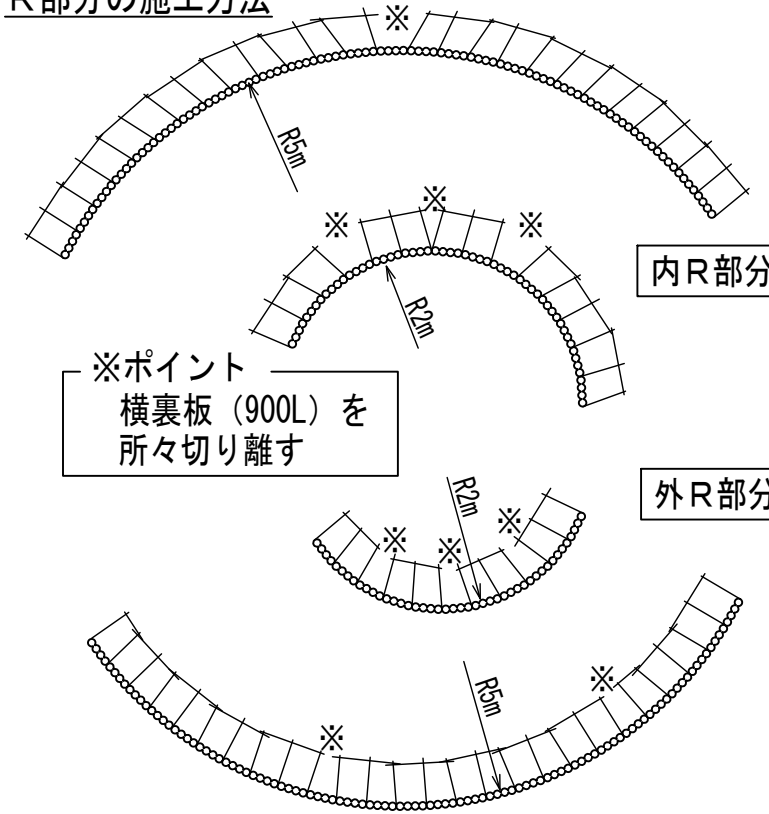 R部分の施工方法
※
R5m
※
※
※
R2m
内R部分
※ポイント
横裏板（900L）を
所々切り離す
R2m
外R部分
※
※
※
R5m
※
※